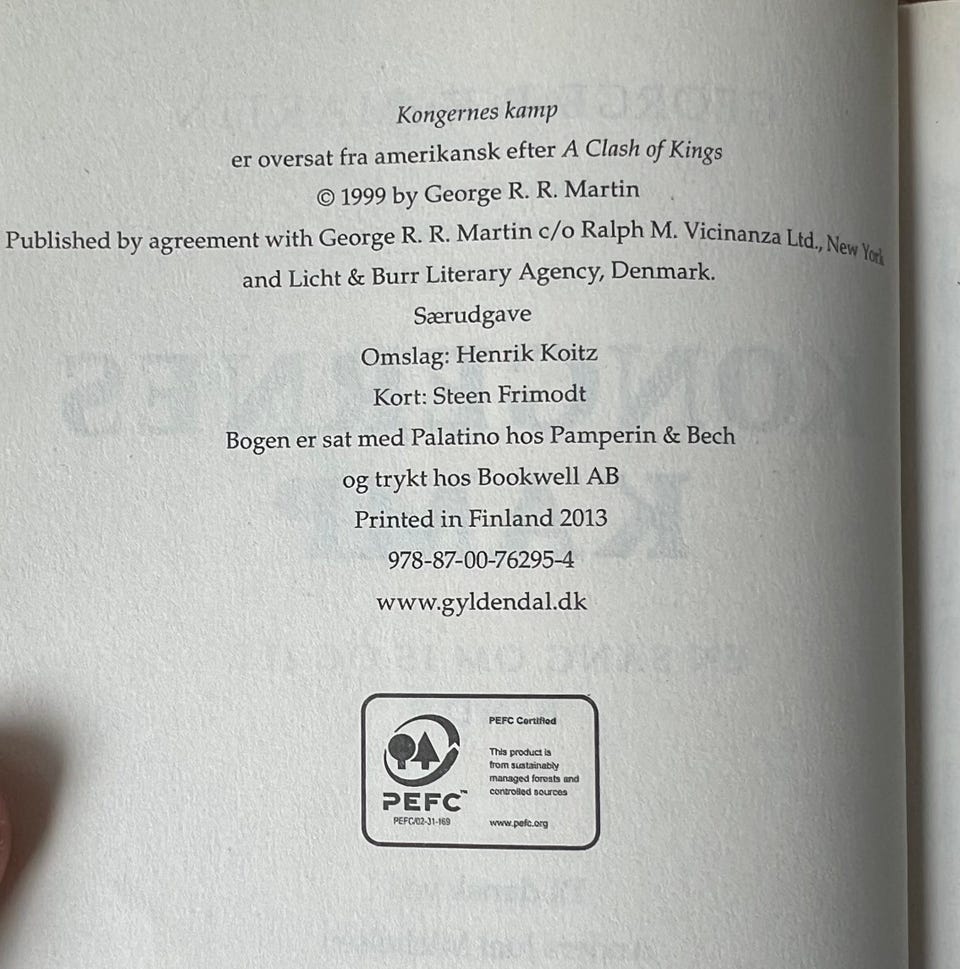 Kongernes kamp
er oversat fra amerikansk efter A Clash of Kings
© 1999 by George R. R. Martin
Published by agreement with George R. R. Martin c/o Ralph M. Vicinanza Ltd., New York
and Licht & Burr Literary Agency, Denmark.
Særudgave
Omslag: Henrik Koitz
Kort: Steen Frimodt
Bogen er sat med Palatino hos Pamperin & Bech
og trykt hos Bookwell AB
Printed in Finland 2013
978-87-00-76295-4
www.gyldendal.dk
PEFC™
PEFC/02-31-169
PEFC Certified
This product is
from sustainably
managed forests and
controlled sources
www.pefc.org